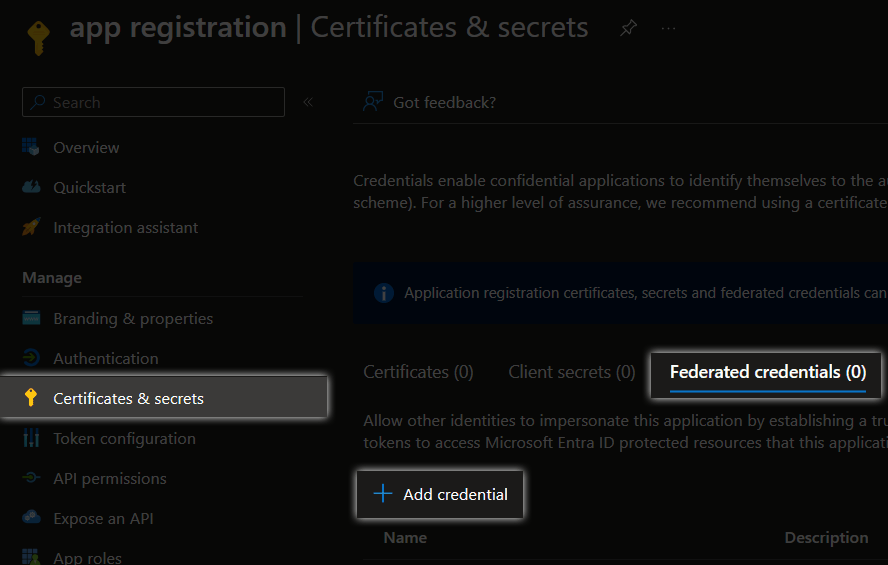 app registration | Certificates & secrets
Search
Got feedback?
Overview
Quickstart
Integration assistant
Manage
Branding & properties
Authentication
Certificates & secrets
Token configuration
API permissions
Expose an API
App roles
Credentials enable confidential applications to identify themselves to the
scheme). For a higher level of assurance, we recommend using a certificate
Application registration certificates, secrets and federated credentials can
Certificates (0) Client secrets (0) Federated credentials (0)
Allow other identities to impersonate this application by establishing a
tokens to access Microsoft Entra ID protected resources that this
Add credential
Name Description